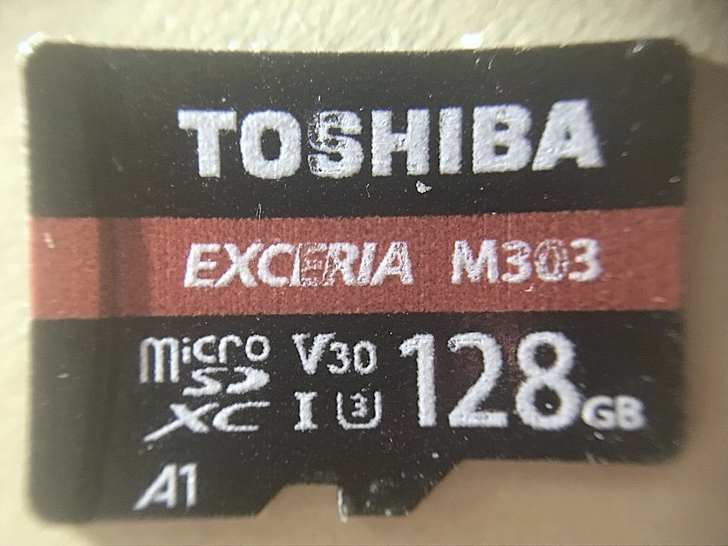 TOSHIBA
EXCERIA M303
micro SD XC V30 I 3 128GB
A1